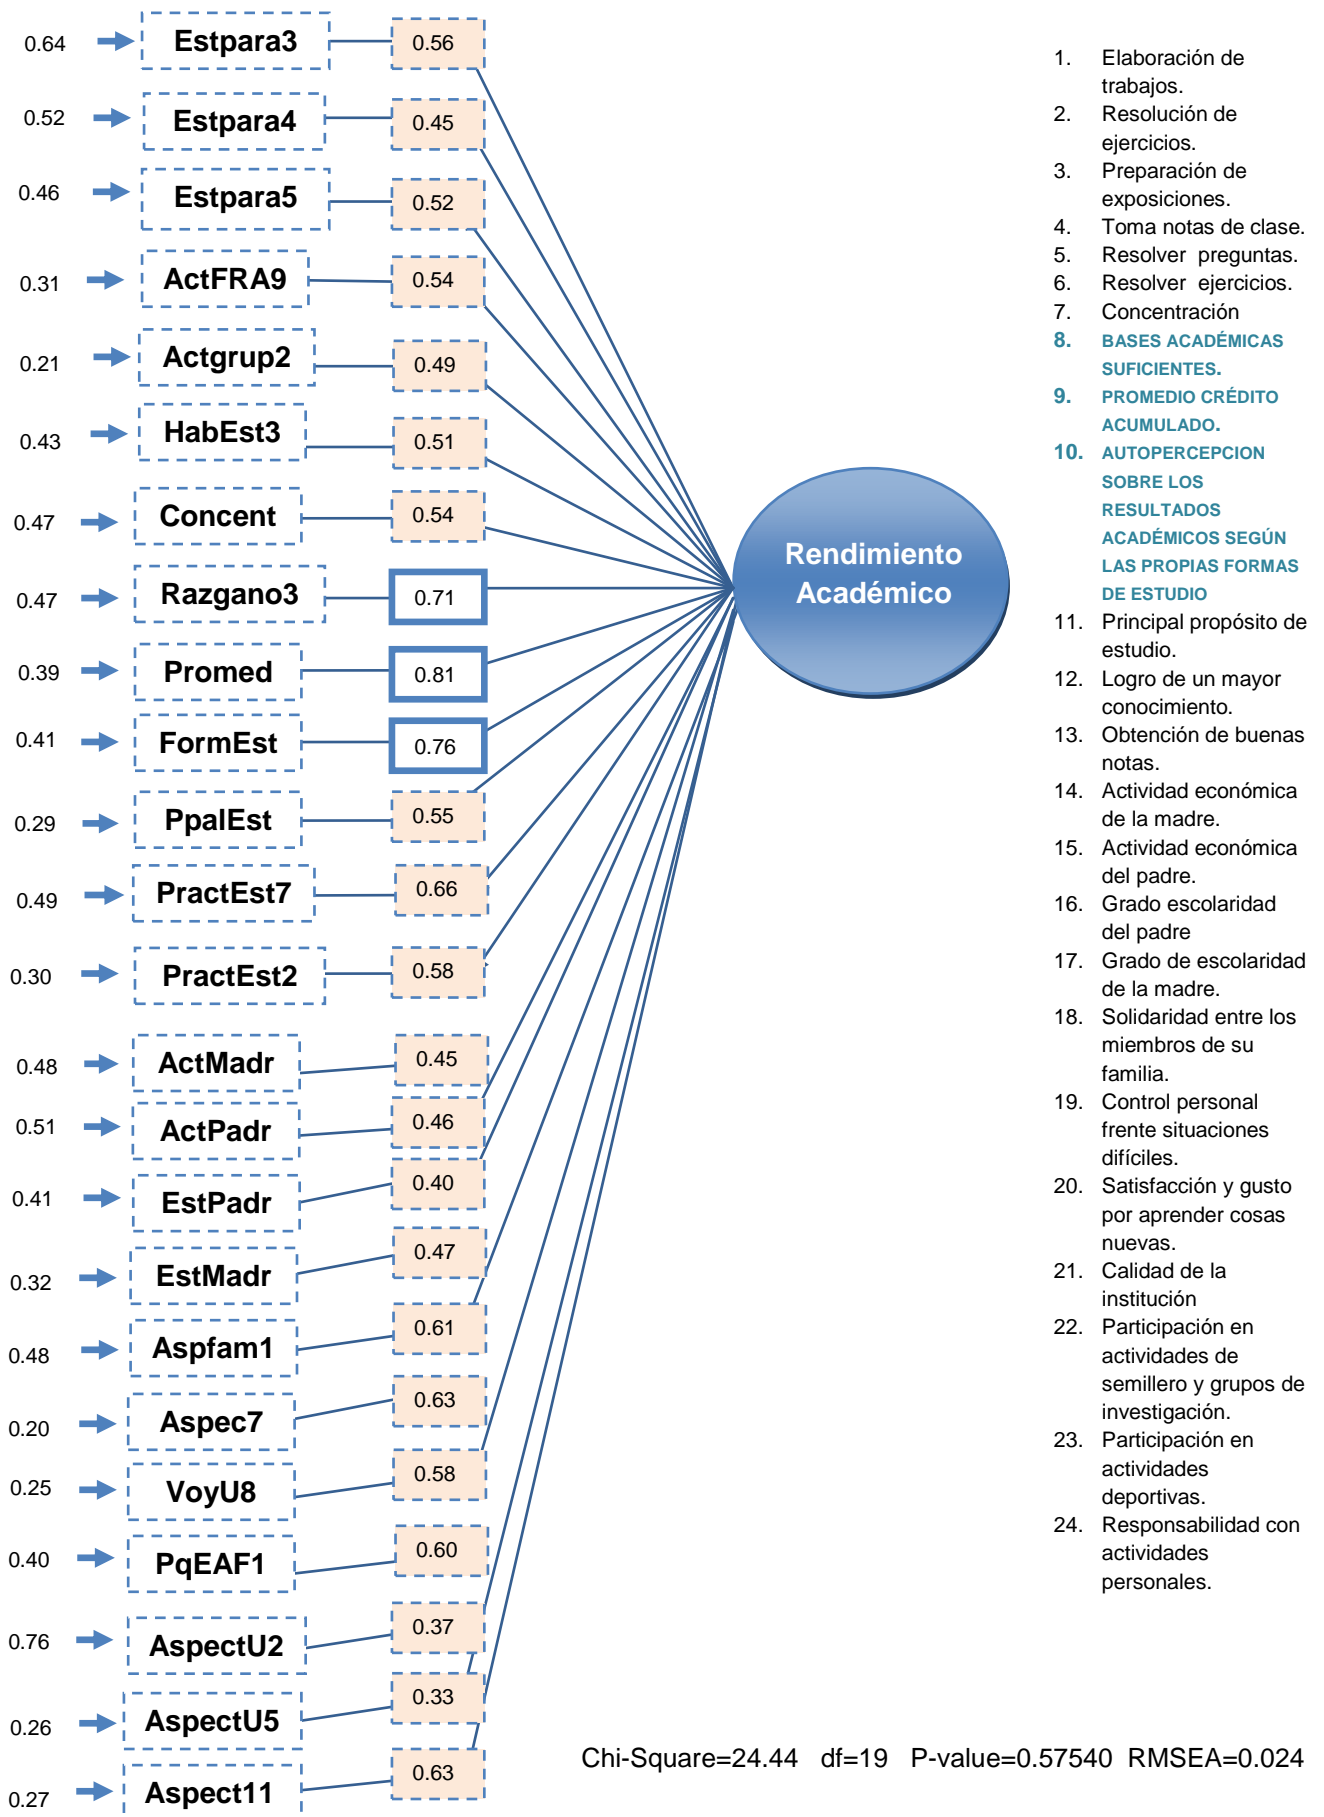 0.64 Estpara3 0.56
0.52 Estpara4 0.45
0.46 Estpara5 0.52
0.31 ActFRA9 0.54
0.21 Actgrup2 0.49
0.43 HabEst3 0.51
0.47 Concent 0.54
0.47 Razgano3 0.71
0.39 Promed 0.81
0.41 FormEst 0.76
0.29 PpalEst 0.55
0.49 PractEst7 0.66
0.30 PractEst2 0.58
0.48 ActMadr 0.45
0.51 ActPadr 0.46
0.41 EstPadr 0.40
0.32 EstMadr 0.47
0.48 Aspfam1 0.61
0.20 Aspec7 0.63
0.25 VoyU8 0.58
0.40 PqEAF1 0.60
0.76 AspectU2 0.37
0.26 AspectU5 0.33
0.27 Aspect11 0.63
Rendimiento
Académico
1. Elaboración de
trabajos.
2. Resolución de
ejercicios.
3. Preparación de
exposiciones.
4. Toma notas de clase.
5. Resolver preguntas.
6. Resolver ejercicios.
7. Concentración
8. BASES ACADÉMICAS
SUFICIENTES.
9. PROMEDIO CRÉDITO
ACUMULADO.
10. AUTOPERCEPCION
SOBRE LOS
RESULTADOS
ACADÉMICOS SEGÚN
LAS PROPIAS FORMAS
DE ESTUDIO
11. Principal propósito de
estudio.
12. Logro de un mayor
conocimiento.
13. Obtención de buenas
notas.
14. Actividad económica
de la madre.
15. Actividad económica
del padre.
16. Grado escolaridad
del padre
17. Grado de escolaridad
de la madre.
18. Solidaridad entre los
miembros de su
familia.
19. Control personal
frente situaciones
difíciles.
20. Satisfacción y gusto
por aprender cosas
nuevas.
21. Calidad de la
institución
22. Participación en
actividades de
semillero y grupos de
investigación.
23. Participación en
actividades
deportivas.
24. Responsabilidad con
actividades
personales.
Chi-Square=24.44 df=19 P-value=0.57540 RMSEA=0.024